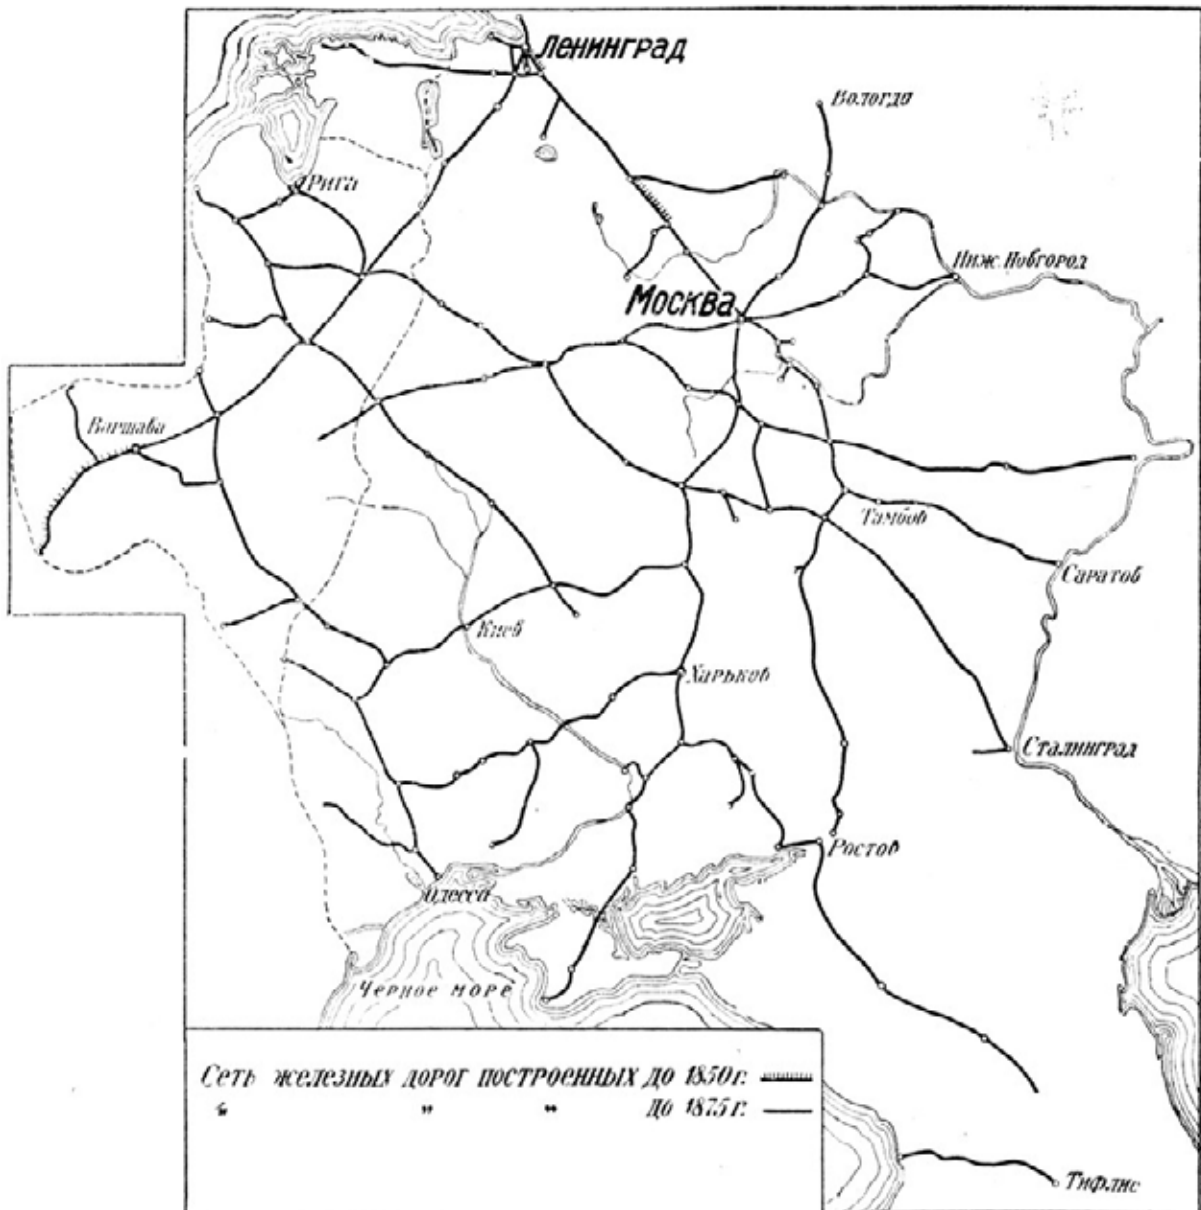 Ленинград
Вологда
Рига
Ниж. Новгород
Москва
Варшава
Тамбов
Саратов
Киев
Харьков
Сталинград
Ростов
Одесса
Черное море
Сеть железных дорог построенных до 1850 г.
" " " до 1875 г.
Тифлис